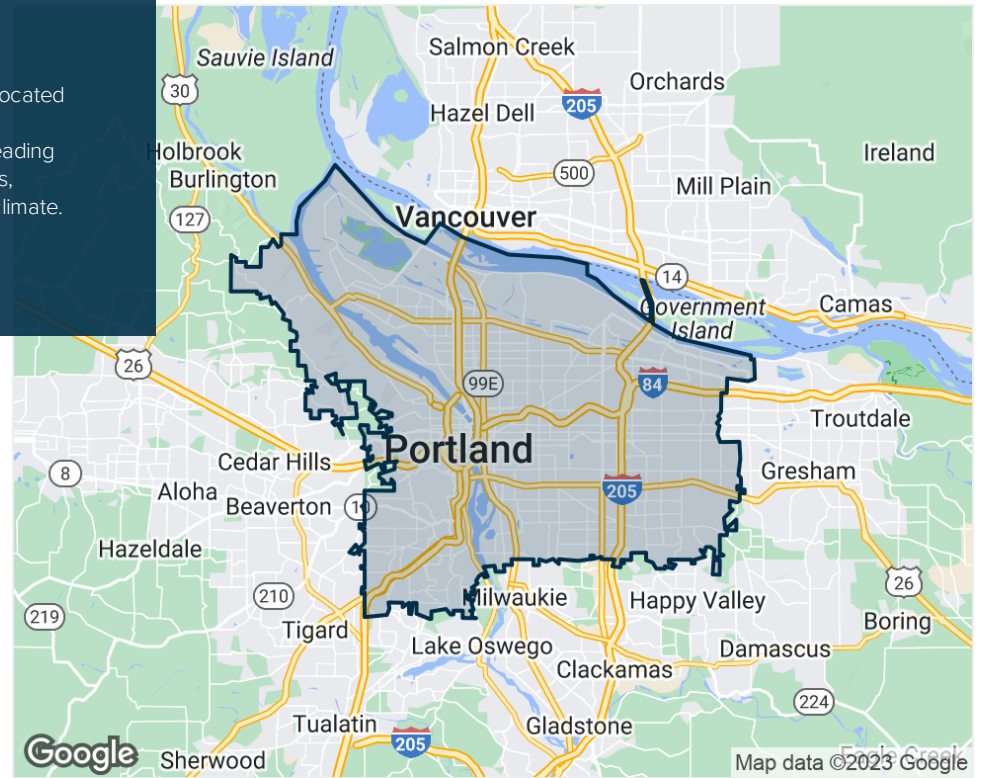 ocated
eading
s,
limate.
Sauvie Island
Salmon Creek
Orchards
30
205
Hazel Dell
Holbrook
Burlington
500
Ireland
Mill Plain
127
Vancouver
14
Government
Island
Camas
26
99E
84
Troutdale
Portland
Cedar Hills
8
Gresham
Aloha
205
Beaverton
10
Hazeldale
26
210
Milwaukie
Happy Valley
219
Boring
Tigard
Lake Oswego
Damascus
Clackamas
224
Tualatin
Gladstone
205
Google
Sherwood
Eagle Creek
Map data ©2023 Google